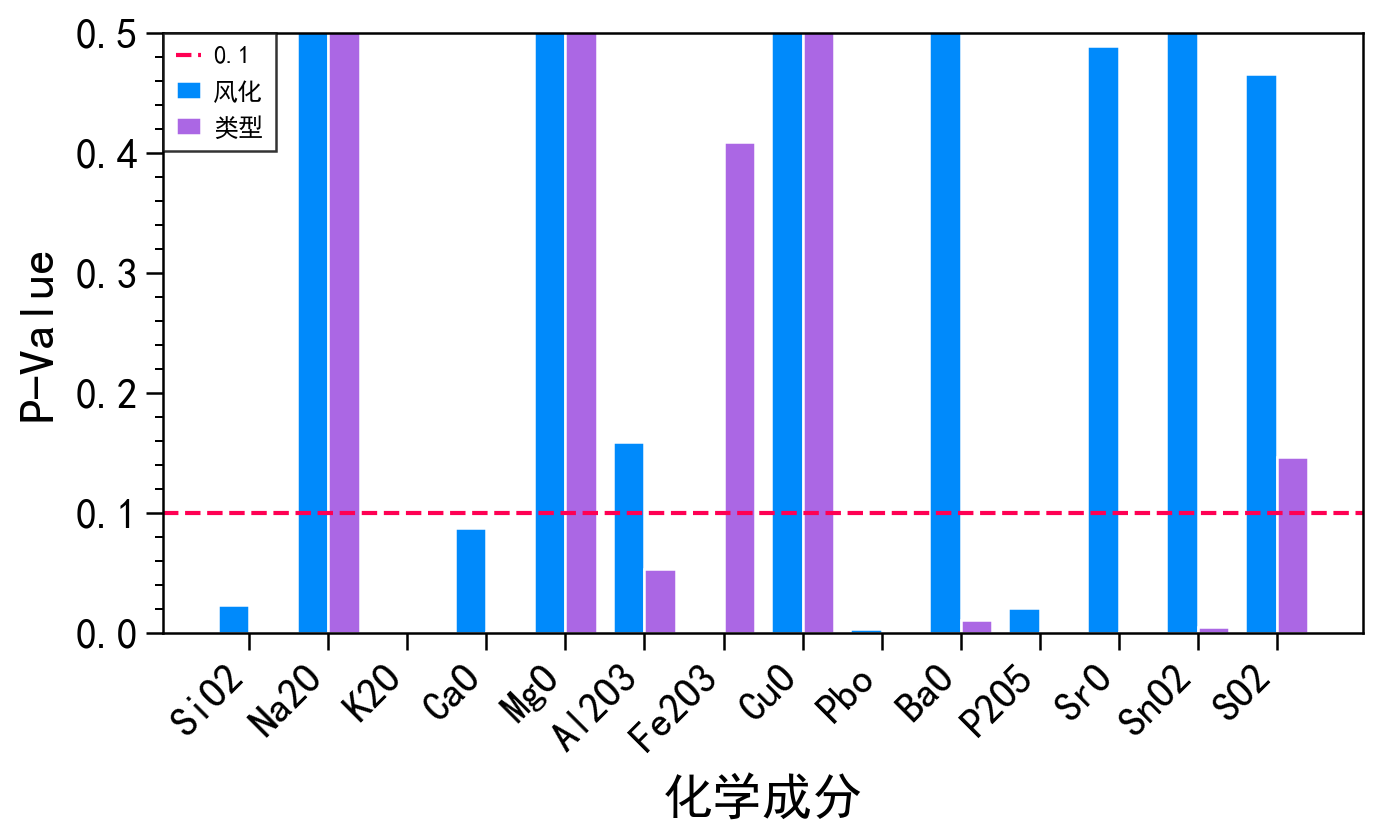 0.5
0.4
0.3
0.2
0.1
0.0
P-Value
0.1
风化
类型
SiO2
Na2O
K2O
CaO
MgO
Al2O3
Fe2O3
CuO
Pbo
BaO
P2O5
SrO
SnO2
SO2
化学成分